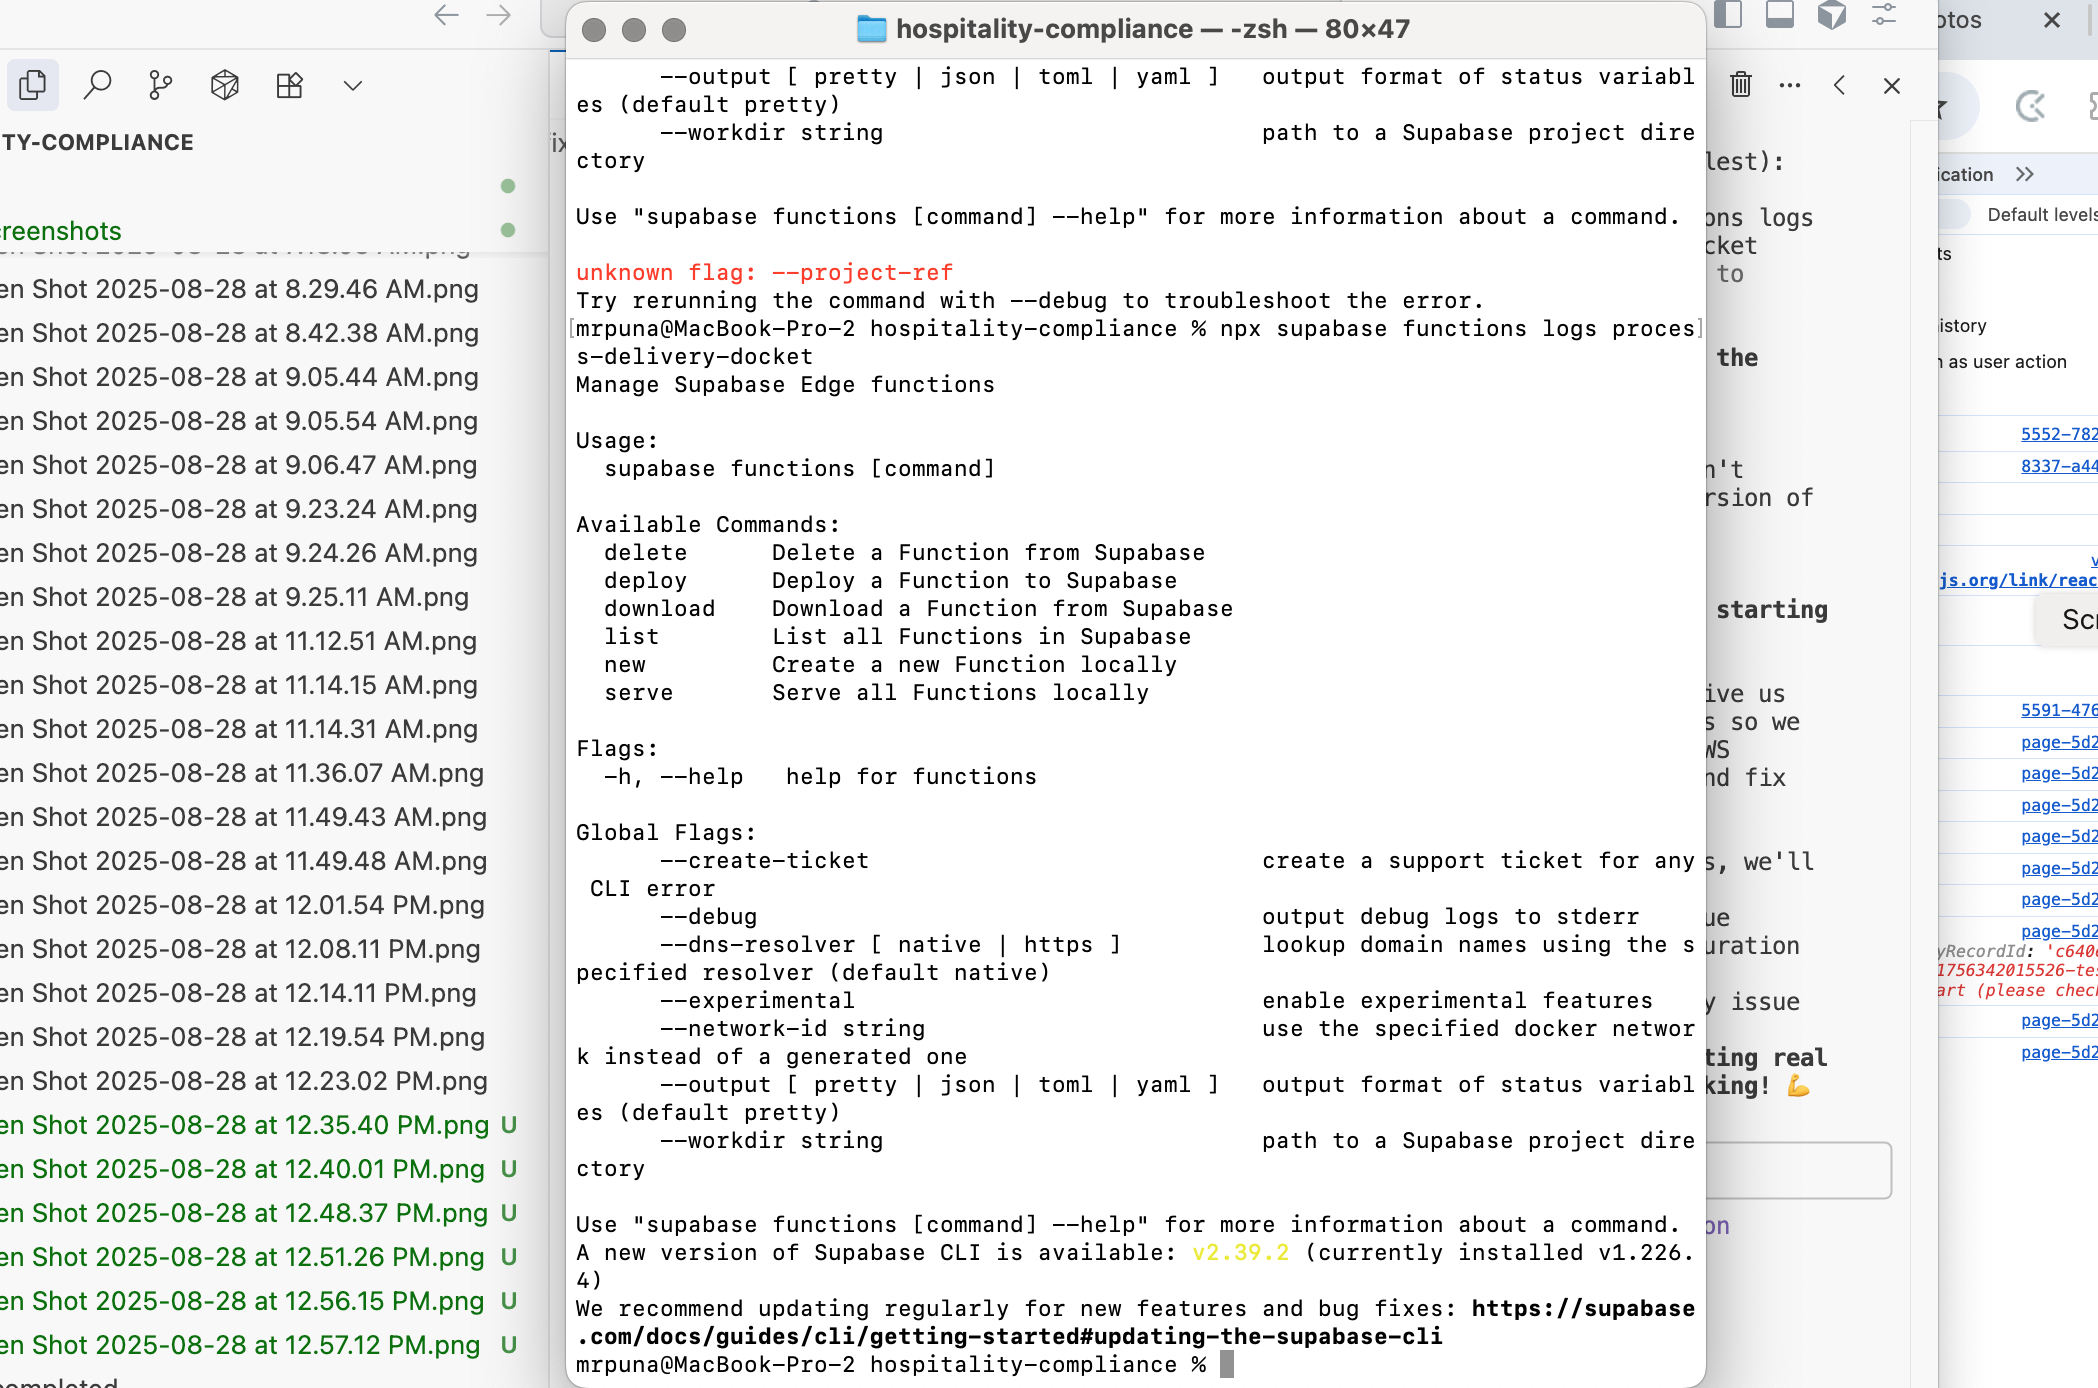 TY-COMPLIANCE
creenshots
en Shot 2025-08-28 at 8.29.46 AM.png
en Shot 2025-08-28 at 8.42.38 AM.png
en Shot 2025-08-28 at 9.05.44 AM.png
en Shot 2025-08-28 at 9.05.54 AM.png
en Shot 2025-08-28 at 9.06.47 AM.png
en Shot 2025-08-28 at 9.23.24 AM.png
en Shot 2025-08-28 at 9.24.26 AM.png
en Shot 2025-08-28 at 9.25.11 AM.png
en Shot 2025-08-28 at 11.12.51 AM.png
en Shot 2025-08-28 at 11.14.15 AM.png
en Shot 2025-08-28 at 11.14.31 AM.png
en Shot 2025-08-28 at 11.36.07 AM.png
en Shot 2025-08-28 at 11.49.43 AM.png
en Shot 2025-08-28 at 11.49.48 AM.png
en Shot 2025-08-28 at 12.01.54 PM.png
en Shot 2025-08-28 at 12.08.11 PM.png
en Shot 2025-08-28 at 12.14.11 PM.png
en Shot 2025-08-28 at 12.19.54 PM.png
en Shot 2025-08-28 at 12.23.02 PM.png
en Shot 2025-08-28 at 12.35.40 PM.png U
en Shot 2025-08-28 at 12.40.01 PM.png U
en Shot 2025-08-28 at 12.48.37 PM.png U
en Shot 2025-08-28 at 12.51.26 PM.png U
en Shot 2025-08-28 at 12.56.15 PM.png U
en Shot 2025-08-28 at 12.57.12 PM.png U
fix
hospitality-compliance — -zsh — 80×47
--output [ pretty | json | toml | yaml ]   output format of status variabl
es (default pretty)
--workdir string                           path to a Supabase project dire
ctory
Use "supabase functions [command] --help" for more information about a command.
unknown flag: --project-ref
Try rerunning the command with --debug to troubleshoot the error.
[mrpuna@MacBook-Pro-2 hospitality-compliance % npx supabase functions logs proces]
s-delivery-docket
Manage Supabase Edge functions
Usage:
supabase functions [command]
Available Commands:
delete      Delete a Function from Supabase
deploy      Deploy a Function to Supabase
download    Download a Function from Supabase
list        List all Functions in Supabase
new         Create a new Function locally
serve       Serve all Functions locally
Flags:
-h, --help   help for functions
Global Flags:
--create-ticket                            create a support ticket for any
CLI error
--debug                                    output debug logs to stderr
--dns-resolver [ native | https ]          lookup domain names using the s
pecified resolver (default native)
--experimental                             enable experimental features
--network-id string                        use the specified docker networ
k instead of a generated one
--output [ pretty | json | toml | yaml ]   output format of status variabl
es (default pretty)
--workdir string                           path to a Supabase project dire
ctory
Use "supabase functions [command] --help" for more information about a command.
A new version of Supabase CLI is available: v2.39.2 (currently installed v1.226.
4)
We recommend updating regularly for new features and bug fixes: https://supabase
.com/docs/guides/cli/getting-started#updating-the-supabase-cli
mrpuna@MacBook-Pro-2 hospitality-compliance %
lest):
ons logs
cket
to
the
n't
rsion of
starting
ive us
s so we
WS
nd fix
s, we'll
ue
uration
y issue
ting real
king! 💪
on
otos
ication
Default levels
ts
istory
n as user action
5552-782
8337-a44
v
js.org/link/reac
Scr
5591-476
page-5d2
page-5d2
page-5d2
page-5d2
page-5d2
page-5d2
page-5d2
yRecordId: 'c640e
1756342015526-tes
art (please chec
page-5d2
page-5d2